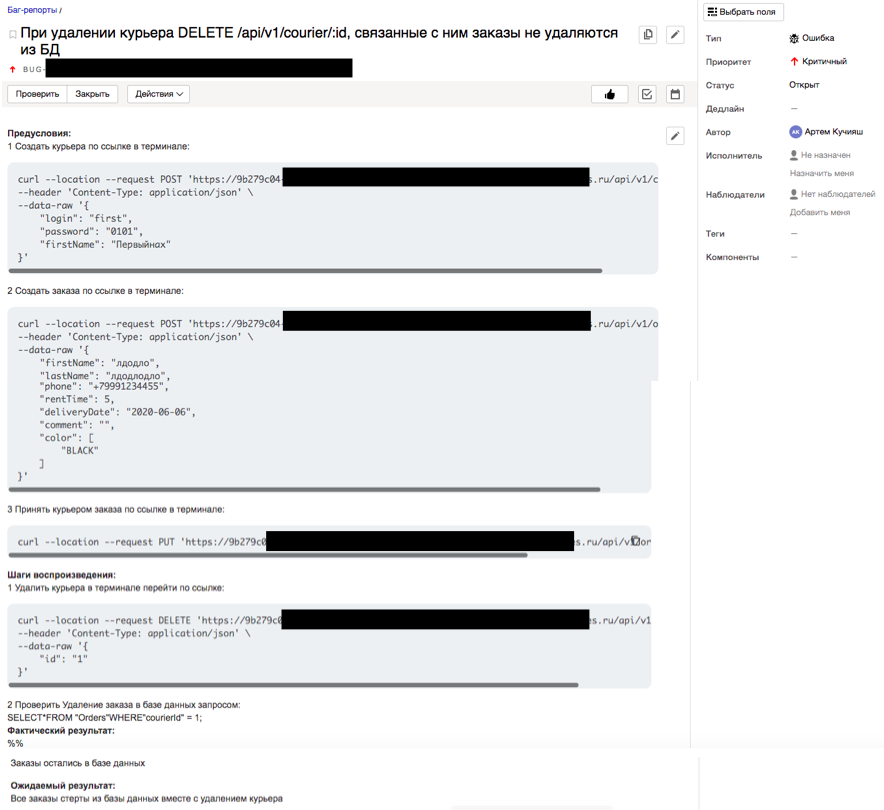 Баг-репорты /
При удалении курьера DELETE /api/v1/courier/:id, связанные с ним заказы не удаляются
из БД
BUG-
Проверить Закрыть Действия
Предусловия:
1 Создать курьера по ссылке в терминале:
curl --location --request POST 'https://9b279c04- s.ru/api/v1/c
--header 'Content-Type: application/json' \
--data-raw '{
"login": "first",
"password": "0101",
"firstName": "Первыйнах"
}'
2 Создать заказа по ссылке в терминале:
curl --location --request POST 'https://9b279c04- .ru/api/v1/o
--header 'Content-Type: application/json' \
--data-raw '{
"firstName": "лдодло",
"lastName": "лдодлодло",
"phone": "+79991234455",
"rentTime": 5,
"deliveryDate": "2020-06-06",
"comment": "",
"color": [
"BLACK"
]
}'
3 Принять курьером заказа по ссылке в терминале:
curl --location --request PUT 'https://9b279c0 s.ru/api/v1/or
Шаги воспроизведения:
1 Удалить курьера в терминале перейти по ссылке:
curl --location --request DELETE 'https://9b279c0 es.ru/api/v1
--header 'Content-Type: application/json' \
--data-raw '{
"id": "1"
}'
2 Проверить Удаление заказа в базе данных запросом:
SELECT*FROM "Orders"WHERE"courierId" = 1;
Фактический результат:
%%
Заказы остались в базе данных
Ожидаемый результат:
Все заказы стерты из базы данных вместе с удалением курьера
Выбрать поля
Тип Ошибка
Приоритет Критичный
Статус Открыт
Дедлайн —
Автор АК Артем Кучияш
Исполнитель Не назначен
Назначить меня
Наблюдатели Нет наблюдателей
Добавить меня
Теги —
Компоненты —